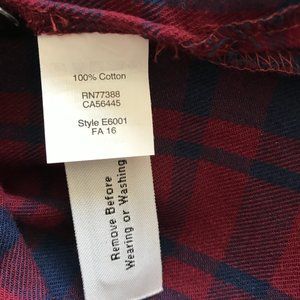 100% Cotton
RN77388
CA56445
Style E6001
FA 16
Remove Before
Wearing or Washing